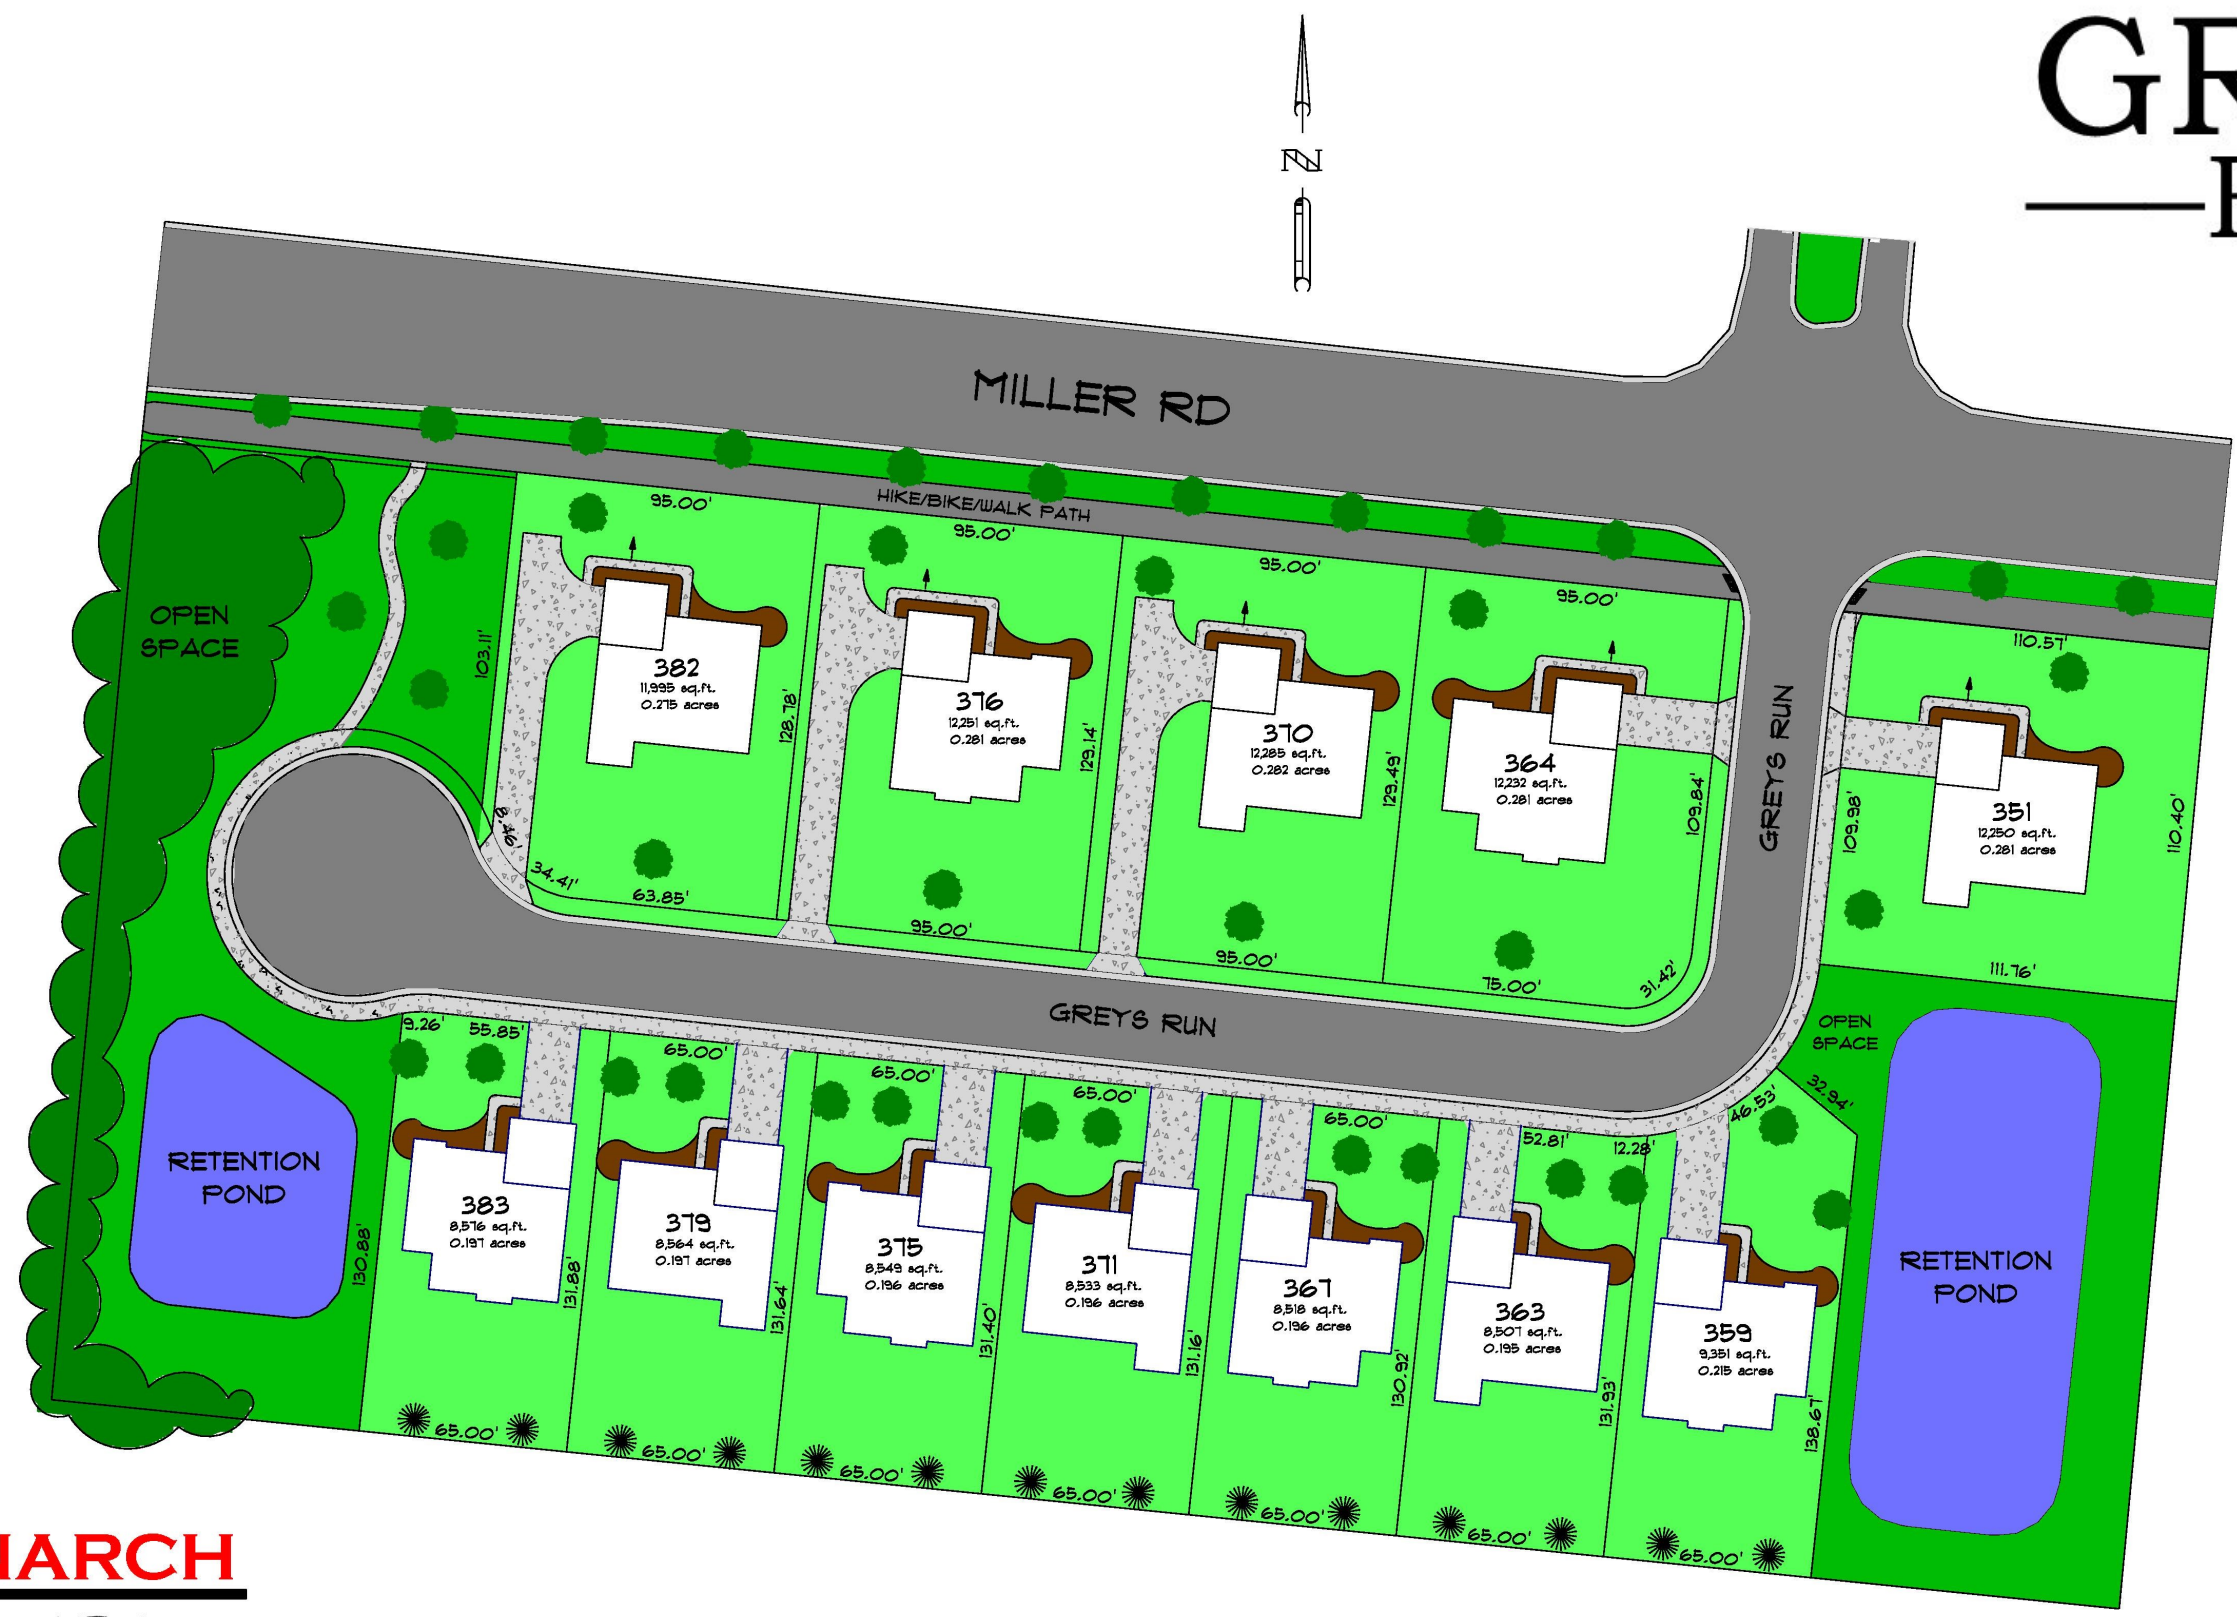 GR
N
MILLER RD
HIKE/BIKE/WALK PATH
95.00'
95.00'
95.00'
95.00'
110.57'
OPEN
SPACE
103.11'
382
11,995 sq.ft.
0.275 acres
128.78'
376
12,251 sq.ft.
0.281 acres
129.14'
370
12,285 sq.ft.
0.282 acres
129.49'
364
12,232 sq.ft.
0.281 acres
109.84'
GREYS RUN
109.98'
351
12,250 sq.ft.
0.281 acres
110.40'
8.46'
34.41'
63.85'
95.00'
95.00'
75.00'
31.42'
111.76'
GREYS RUN
OPEN
SPACE
32.94'
46.53'
9.26'
55.85'
65.00'
65.00'
65.00'
65.00'
52.81'
12.28'
RETENTION
POND
130.88'
383
8,576 sq.ft.
0.197 acres
131.88'
379
8,564 sq.ft.
0.197 acres
131.64'
375
8,549 sq.ft.
0.196 acres
131.40'
371
8,533 sq.ft.
0.196 acres
131.16'
367
8,518 sq.ft.
0.196 acres
130.92'
363
8,507 sq.ft.
0.195 acres
131.93'
359
9,351 sq.ft.
0.215 acres
138.67'
RETENTION
POND
65.00'
65.00'
65.00'
65.00'
65.00'
65.00'
65.00'
ARCH